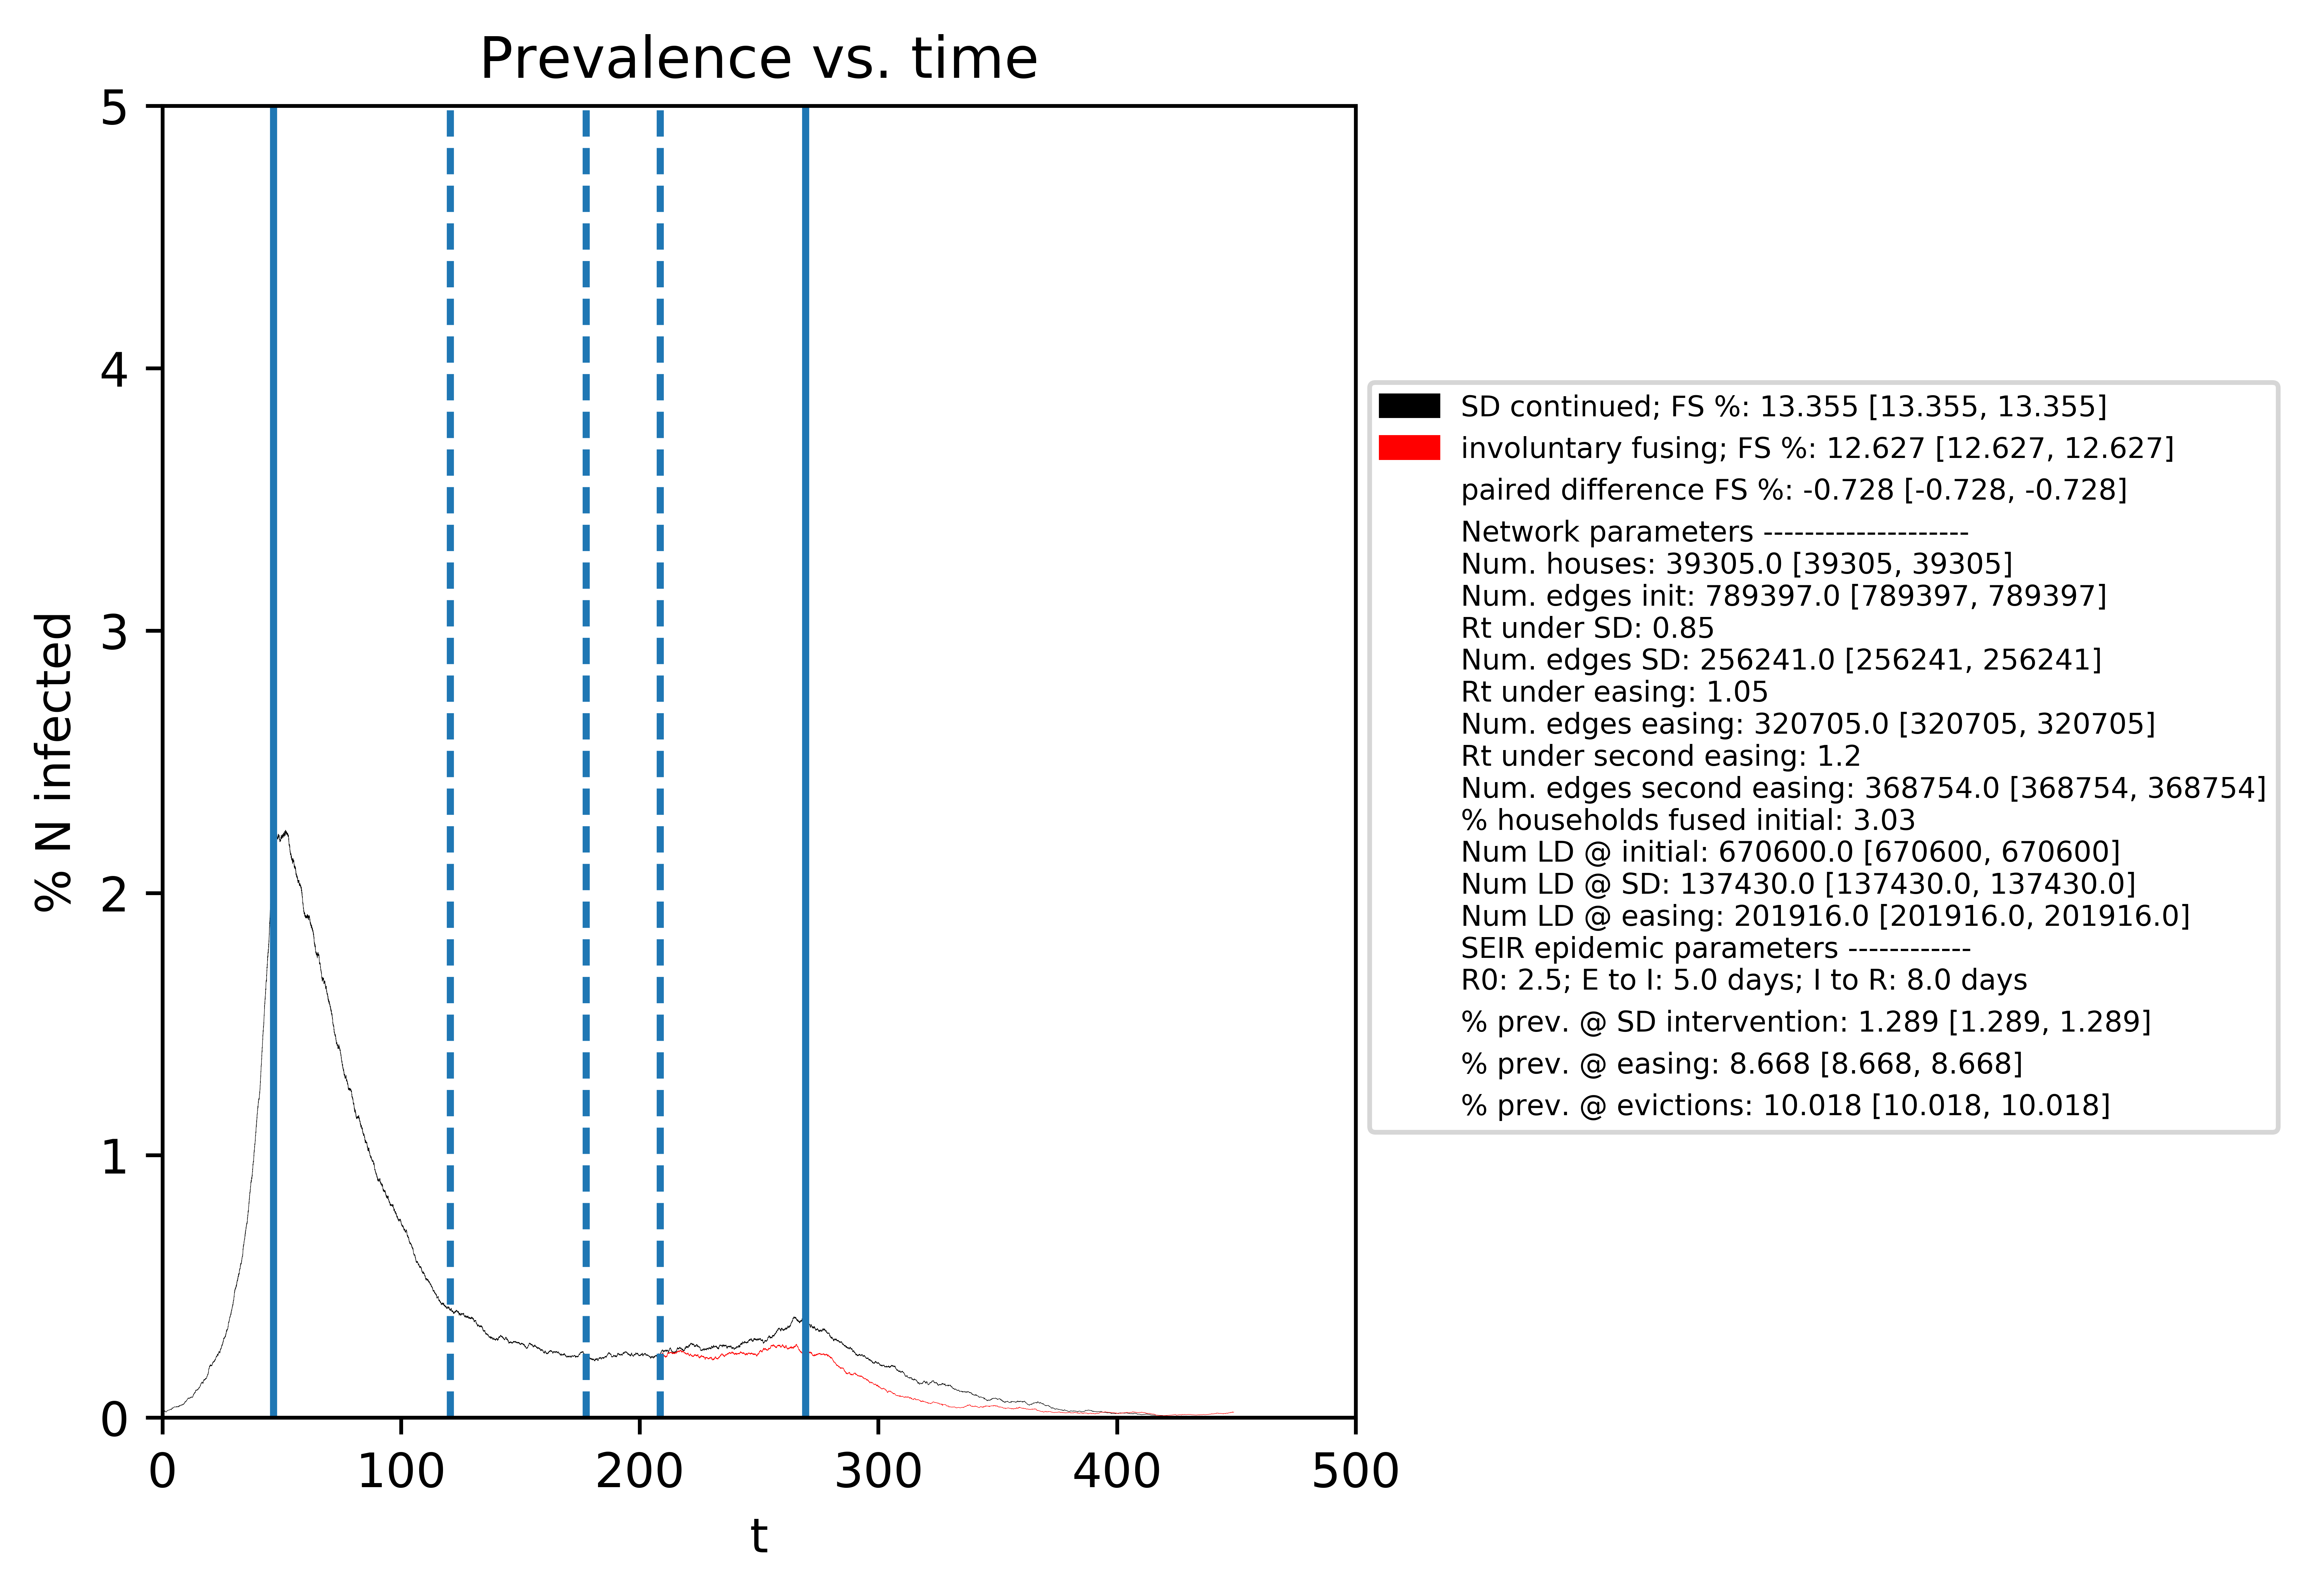 Prevalence vs. time
5
4
3
2
1
0
% N infected
0 100 200 300 400 500
t
SD continued; FS %: 13.355 [13.355, 13.355]
involuntary fusing; FS %: 12.627 [12.627, 12.627]
paired difference FS %: -0.728 [-0.728, -0.728]
Network parameters --------------------
Num. houses: 39305.0 [39305, 39305]
Num. edges init: 789397.0 [789397, 789397]
Rt under SD: 0.85
Num. edges SD: 256241.0 [256241, 256241]
Rt under easing: 1.05
Num. edges easing: 320705.0 [320705, 320705]
Rt under second easing: 1.2
Num. edges second easing: 368754.0 [368754, 368754]
% households fused initial: 3.03
Num LD @ initial: 670600.0 [670600, 670600]
Num LD @ SD: 137430.0 [137430.0, 137430.0]
Num LD @ easing: 201916.0 [201916.0, 201916.0]
SEIR epidemic parameters ------------
R0: 2.5; E to I: 5.0 days; I to R: 8.0 days
% prev. @ SD intervention: 1.289 [1.289, 1.289]
% prev. @ easing: 8.668 [8.668, 8.668]
% prev. @ evictions: 10.018 [10.018, 10.018]